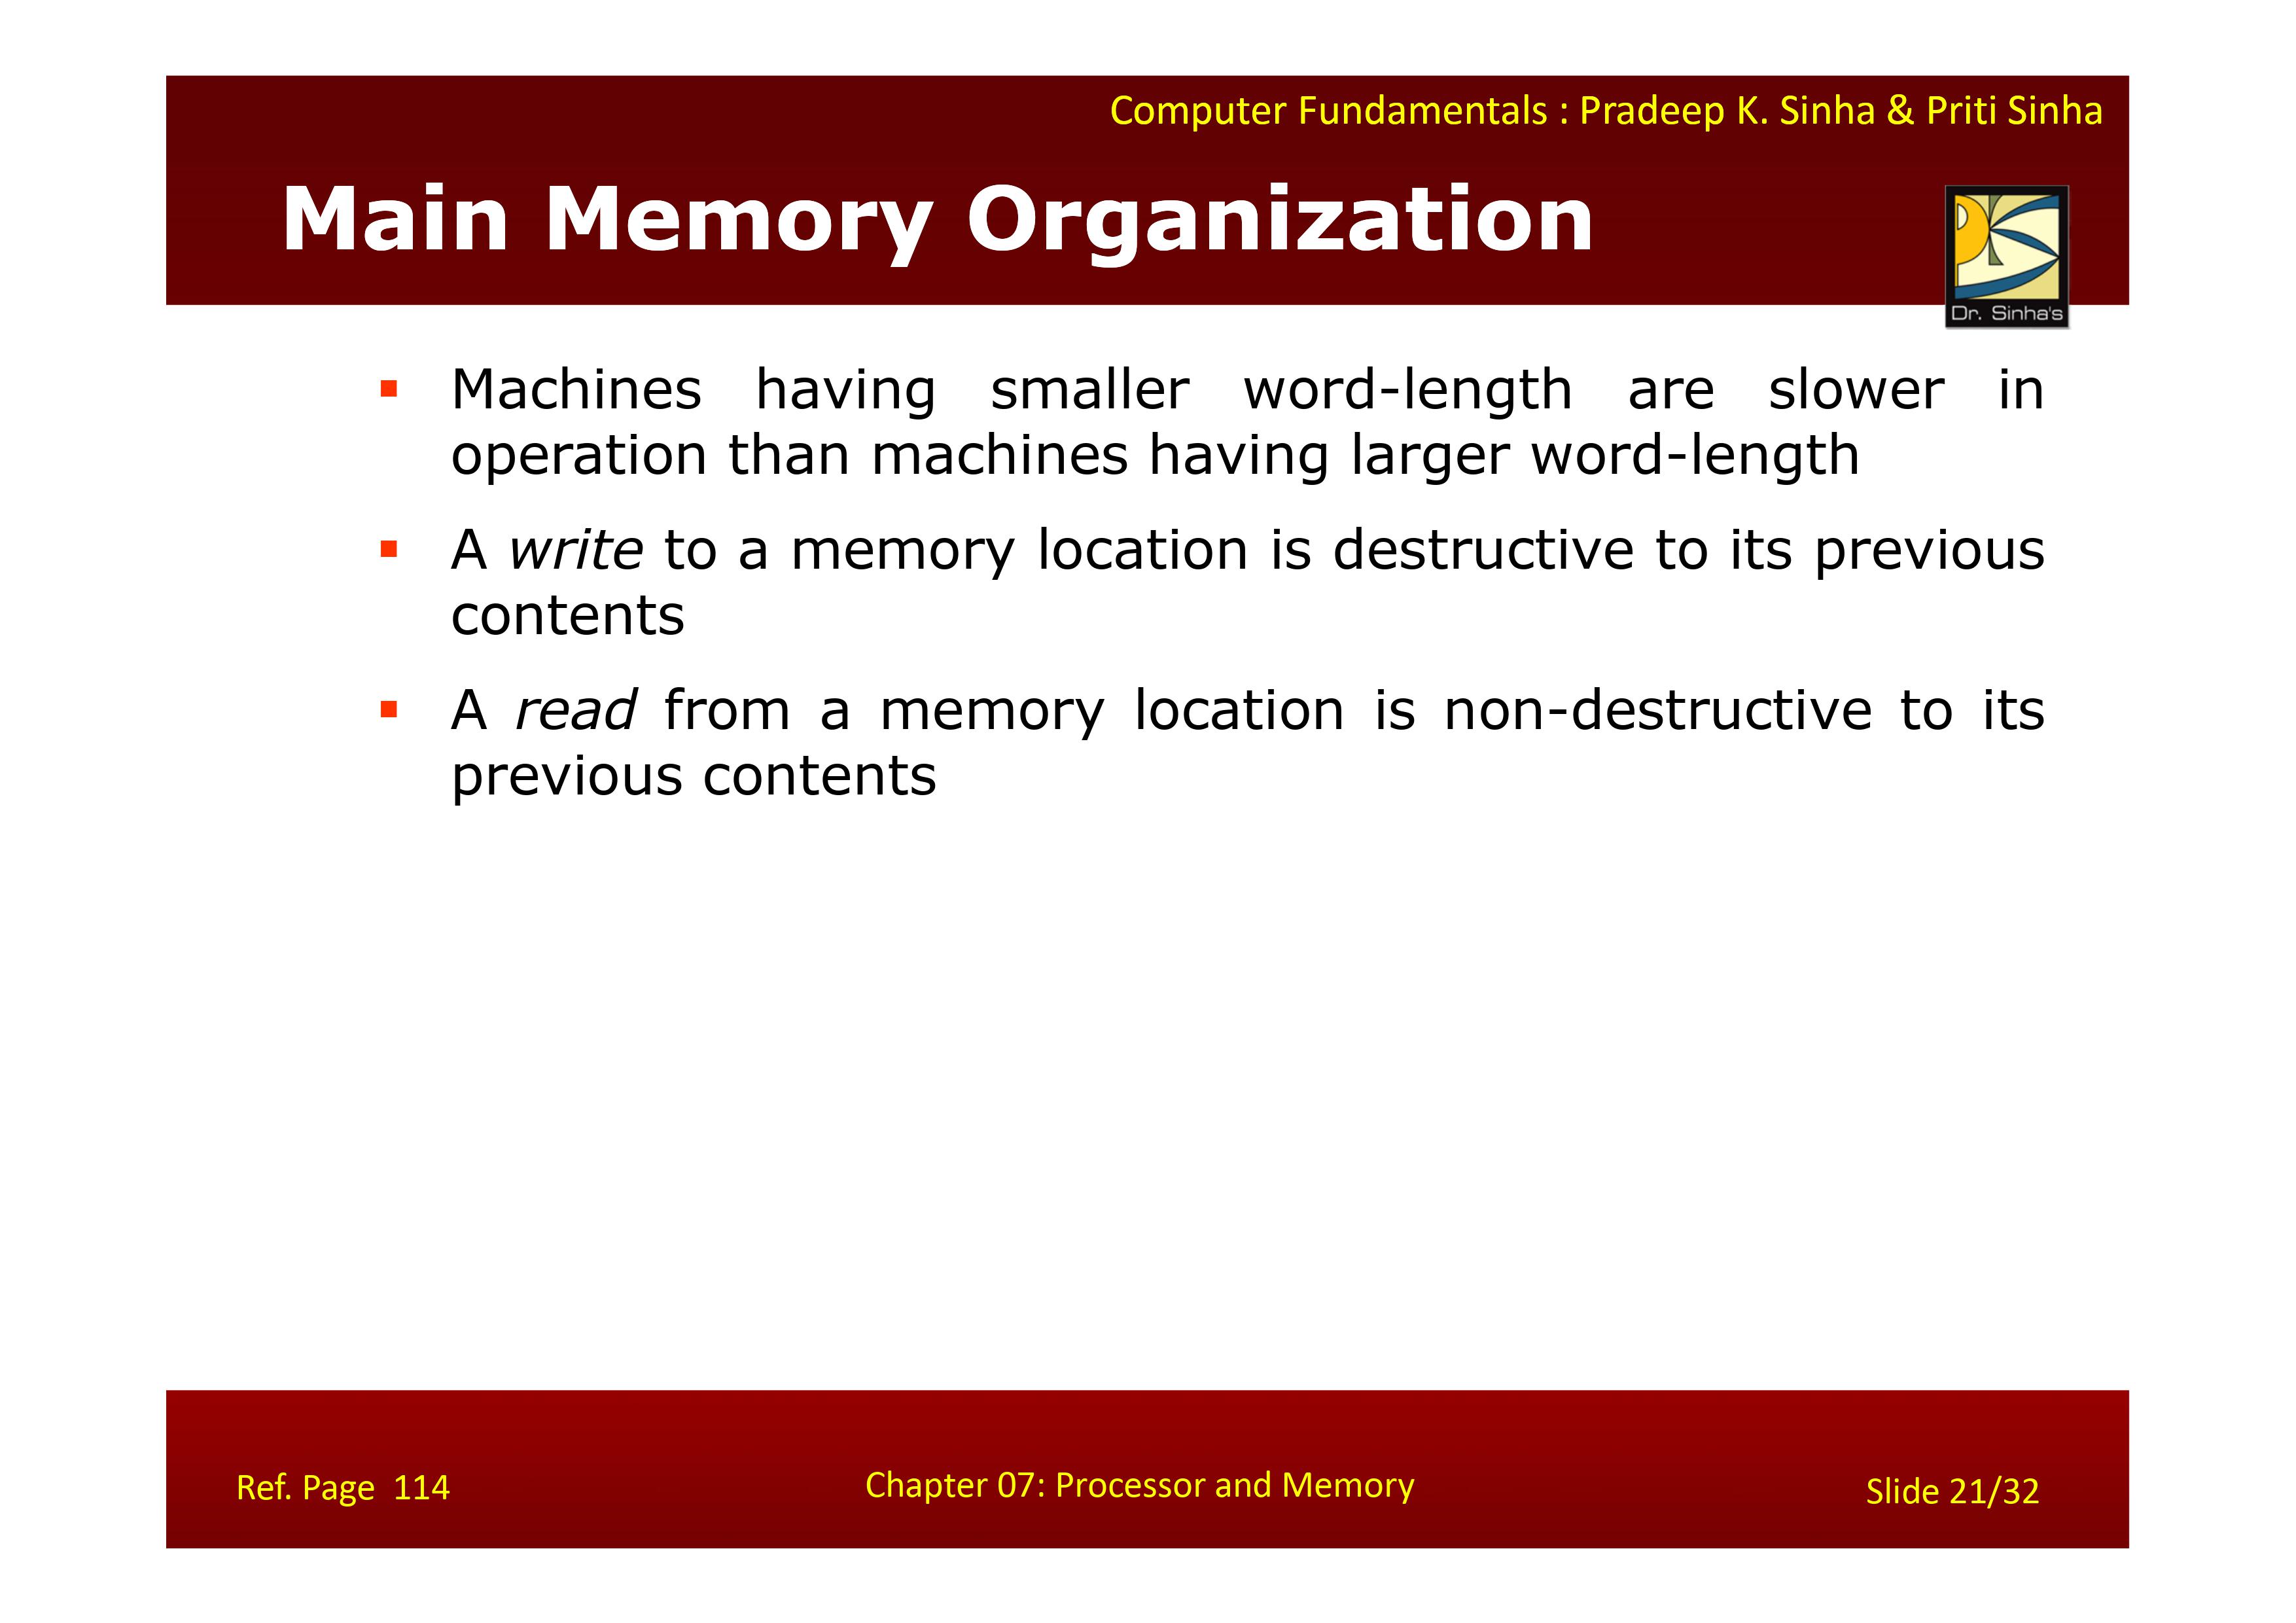 Computer Fundamentals : Pradeep K. Sinha & Priti Sinha
Main Memory Organization
Dr. Sinha's
▪ Machines having smaller word-length are slower in
operation than machines having larger word-length
▪ A write to a memory location is destructive to its previous
contents
▪ A read from a memory location is non-destructive to its
previous contents
Ref. Page 114
Chapter 07: Processor and Memory
Slide 21/32